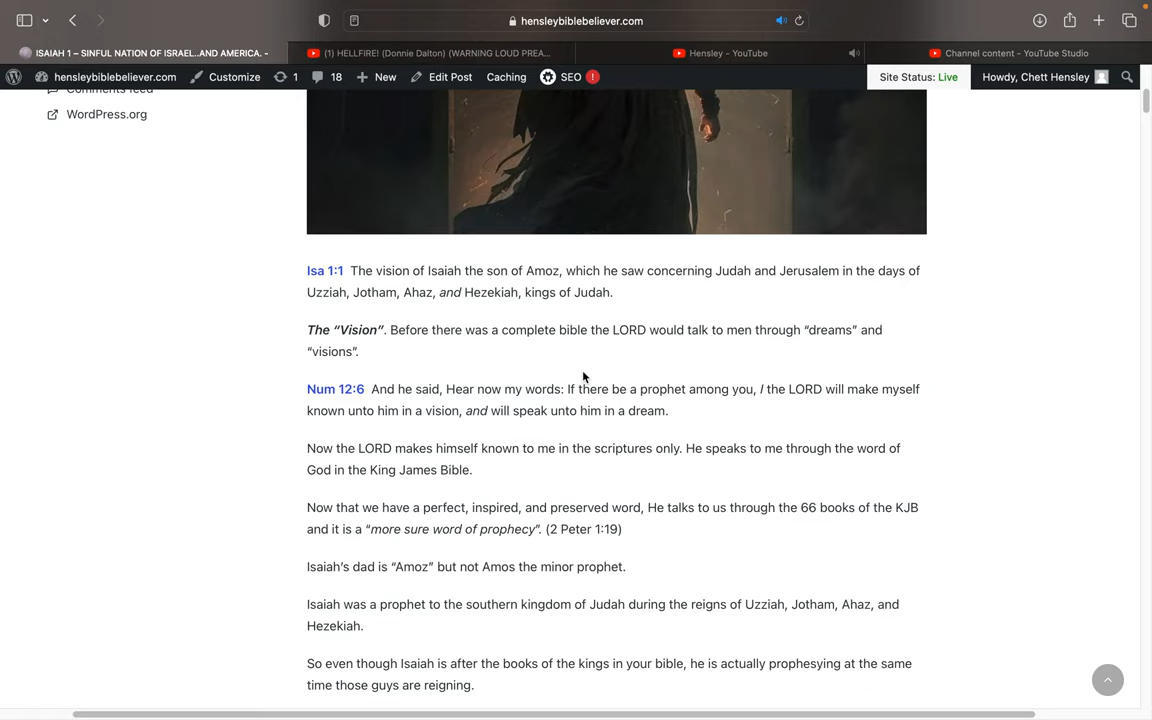 hensleybiblebeliever.com
ISAIAH 1 – SINFUL NATION OF ISRAEL..AND AMERICA. -
(1) HELLFIRE! (Donnie Dalton) (WARNING LOUD PREA...
Hensley - YouTube
Channel content - YouTube Studio
hensleybiblebeliever.com
Customize
1
18
New
Edit Post
Caching
SEO
!
Site Status: Live
Howdy, Chett Hensley
Comments feed
WordPress.org
Isa 1:1 The vision of Isaiah the son of Amoz, which he saw concerning Judah and Jerusalem in the days of
Uzziah, Jotham, Ahaz, and Hezekiah, kings of Judah.
The “Vision”. Before there was a complete bible the LORD would talk to men through “dreams” and
“visions”.
Num 12:6 And he said, Hear now my words: If there be a prophet among you, I the LORD will make myself
known unto him in a vision, and will speak unto him in a dream.
Now the LORD makes himself known to me in the scriptures only. He speaks to me through the word of
God in the King James Bible.
Now that we have a perfect, inspired, and preserved word, He talks to us through the 66 books of the KJB
and it is a “more sure word of prophecy”. (2 Peter 1:19)
Isaiah’s dad is “Amoz” but not Amos the minor prophet.
Isaiah was a prophet to the southern kingdom of Judah during the reigns of Uzziah, Jotham, Ahaz, and
Hezekiah.
So even though Isaiah is after the books of the kings in your bible, he is actually prophesying at the same
time those guys are reigning.